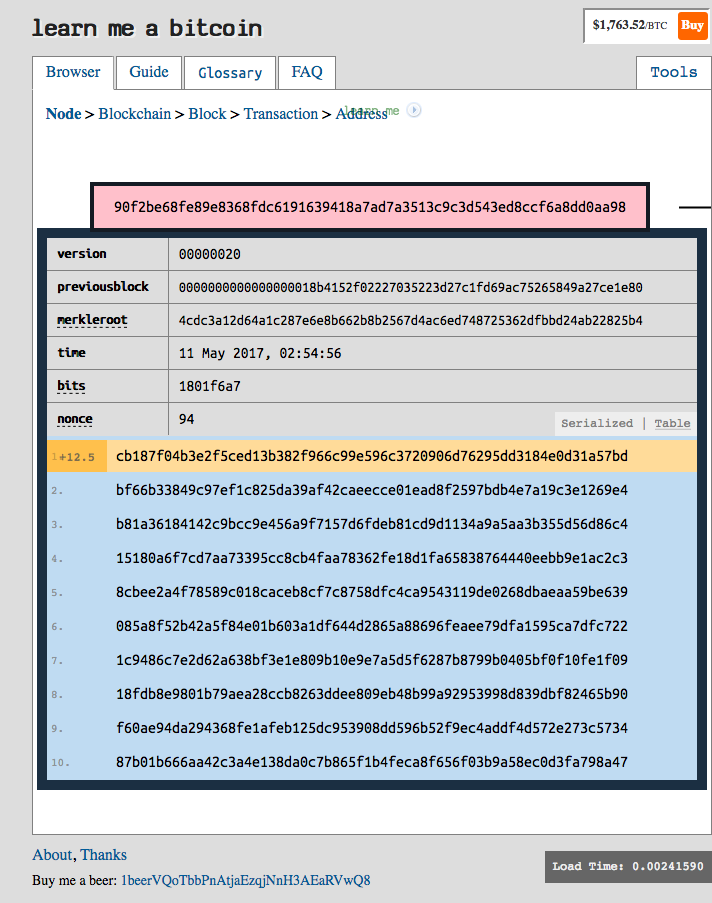 learn me a bitcoin
$1,763.52/BTC Buy
Browser Guide Glossary FAQ Tools
Node > Blockchain > Block > Transaction > Address learn me
90f2be68fe89e8368fdc6191639418a7ad7a3513c9c3d543ed8ccf6a8dd0aa98
version 00000020
previousblock 0000000000000000018b4152f02227035223d27c1fd69ac75265849a27ce1e80
merkleroot 4cdc3a12d64a1c287e6e8b662b8b2567d4ac6ed748725362dfbbd24ab22825b4
time 11 May 2017, 02:54:56
bits 1801f6a7
nonce 94
Serialized | Table
1 +12.5 cb187f04b3e2f5ced13b382f966c99e596c3720906d76295dd3184e0d31a57bd
2. bf66b33849c97ef1c825da39af42caeecce01ead8f2597bdb4e7a19c3e1269e4
3. b81a36184142c9bcc9e456a9f7157d6fdeb81cd9d1134a9a5aa3b355d56d86c4
4. 15180a6f7cd7aa73395cc8cb4faa78362fe18d1fa65838764440eebb9e1ac2c3
5. 8cbee2a4f78589c018caceb8cf7c8758dfc4ca9543119de0268dbaeaa59be639
6. 085a8f52b42a5f84e01b603a1df644d2865a88696feaee79dfa1595ca7dfc722
7. 1c9486c7e2d62a638bf3e1e809b10e9e7a5d5f6287b8799b0405bf0f10fe1f09
8. 18fdb8e9801b79aea28ccb8263ddee809eb48b99a92953998d839dbf82465b90
9. f60ae94da294368fe1afeb125dc953908dd596b52f9ec4addf4d572e273c5734
10. 87b01b666aa42c3a4e138da0c7b865f1b4feca8f656f03b9a58ec0d3fa798a47
About, Thanks
Buy me a beer: 1beerVQoTbbPnAtjaEzqjNnH3AEaRVwQ8
Load Time: 0.00241590